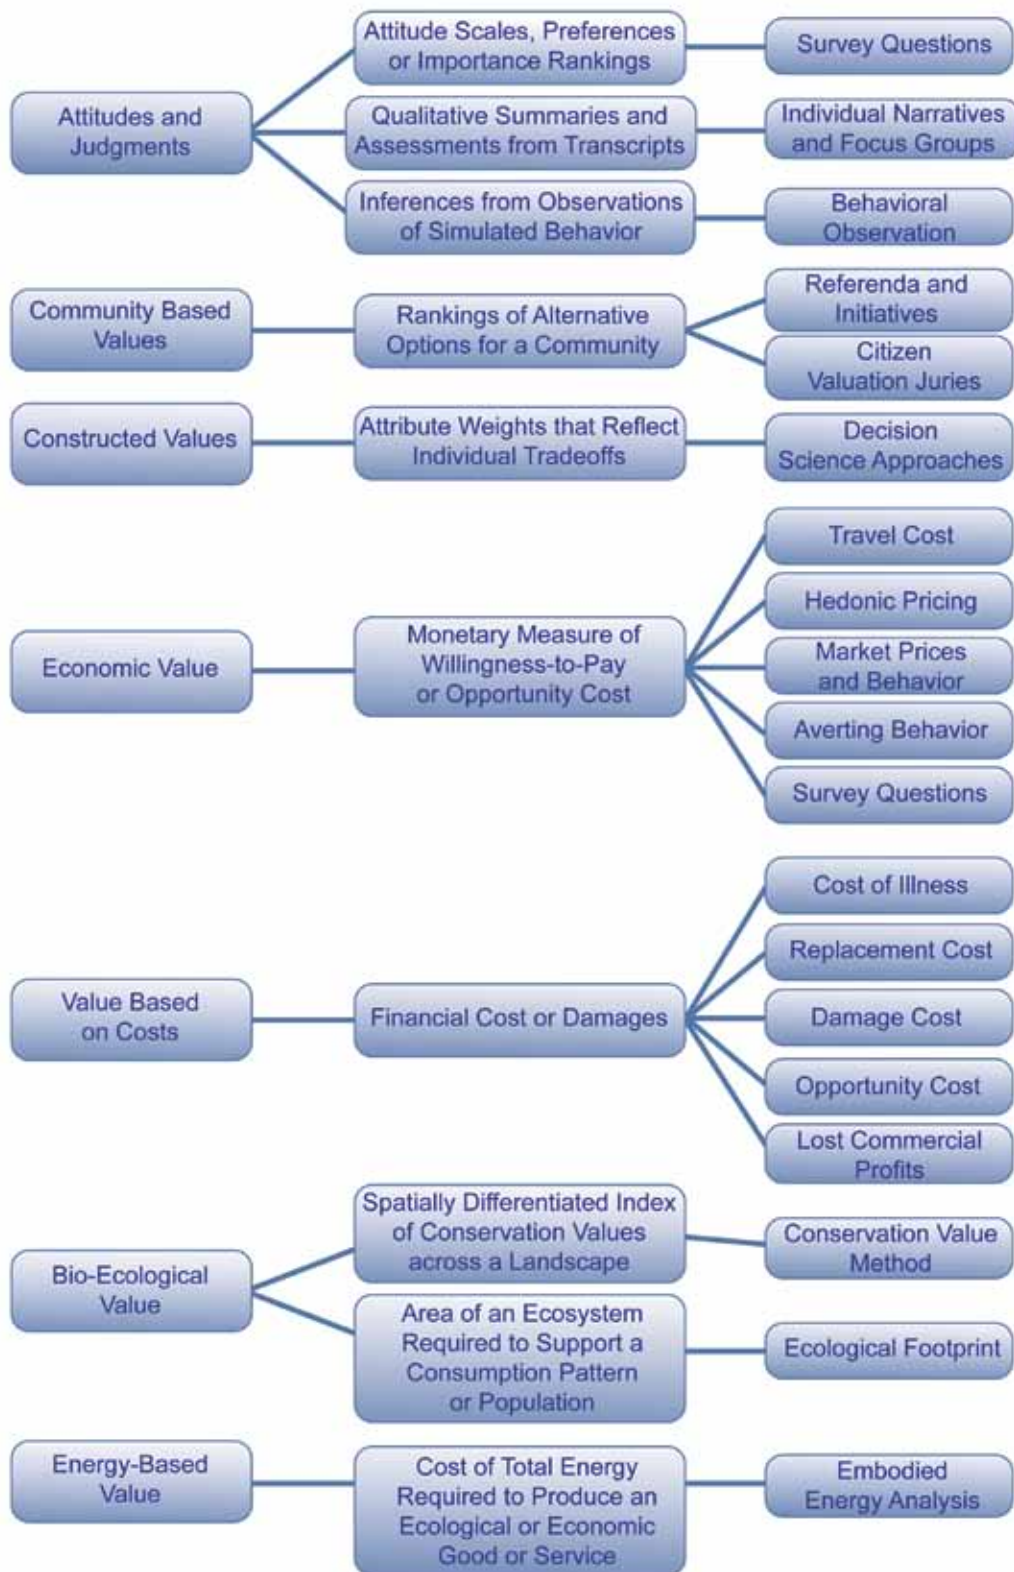 Attitudes and
Judgments
Attitude Scales, Preferences
or Importance Rankings
Survey Questions
Qualitative Summaries and
Assessments from Transcripts
Individual Narratives
and Focus Groups
Inferences from Observations
of Simulated Behavior
Behavioral
Observation
Community Based
Values
Rankings of Alternative
Options for a Community
Referenda and
Initiatives
Citizen
Valuation Juries
Constructed Values
Attribute Weights that Reflect
Individual Tradeoffs
Decision
Science Approaches
Economic Value
Monetary Measure of
Willingness-to-Pay
or Opportunity Cost
Travel Cost
Hedonic Pricing
Market Prices
and Behavior
Averting Behavior
Survey Questions
Value Based
on Costs
Financial Cost or Damages
Cost of Illness
Replacement Cost
Damage Cost
Opportunity Cost
Lost Commercial
Profits
Bio-Ecological
Value
Spatially Differentiated Index
of Conservation Values
across a Landscape
Conservation Value
Method
Area of an Ecosystem
Required to Support a
Consumption Pattern
or Population
Ecological Footprint
Energy-Based
Value
Cost of Total Energy
Required to Produce an
Ecological or Economic
Good or Service
Embodied
Energy Analysis